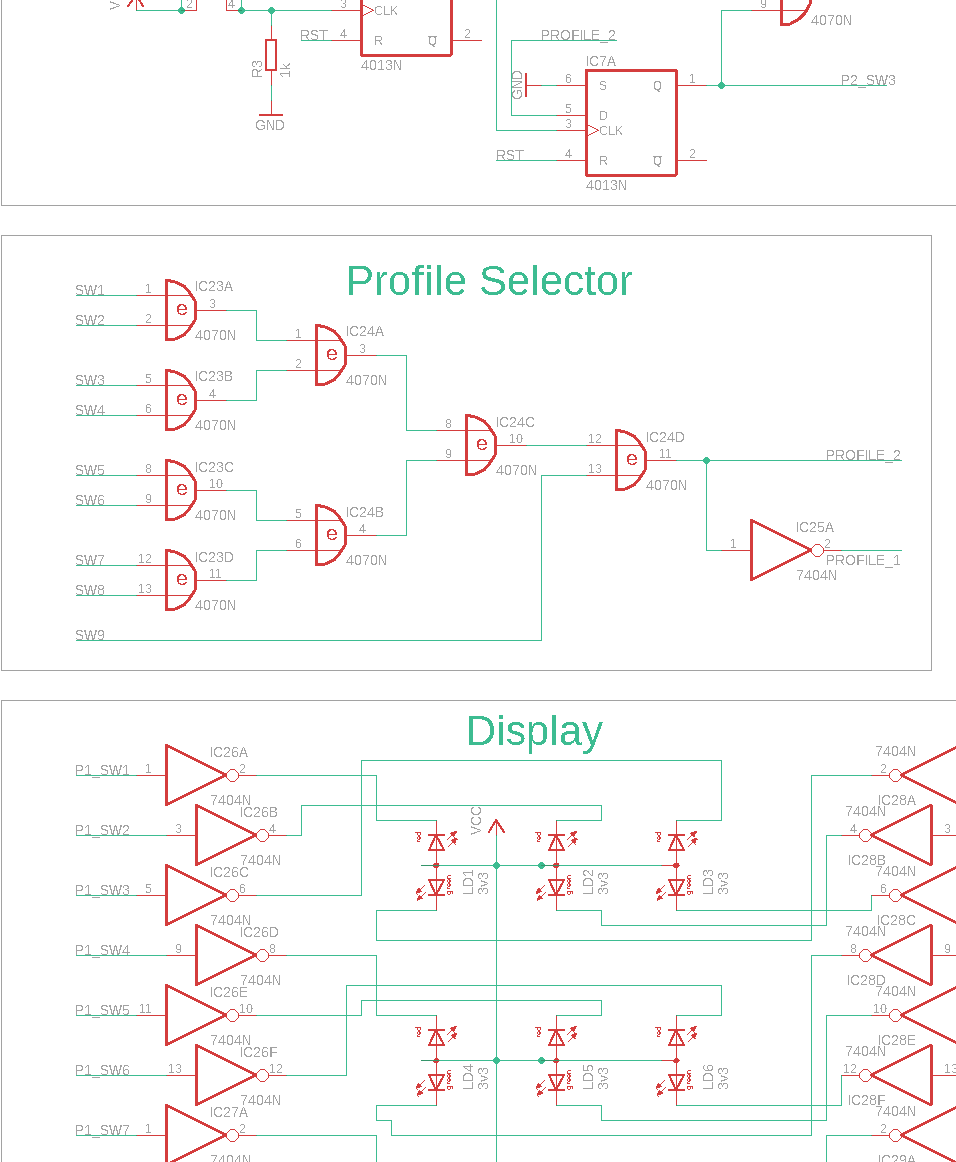 V
2
4
3
CLK
RST
4
R
Q
2
4013N
R3
1k
GND
9
4070N
PROFILE_2
IC7A
GND
6
S
Q
1
P2_SW3
5
D
3
CLK
RST
4
R
Q
2
4013N
Profile Selector
SW1
1
IC23A
3
SW2
2
e
4070N
1
IC24A
3
2
e
4070N
SW3
5
IC23B
4
SW4
6
e
4070N
8
IC24C
10
9
e
4070N
12
IC24D
11
13
e
4070N
PROFILE_2
SW5
8
IC23C
10
SW6
9
e
4070N
5
IC24B
4
6
e
4070N
1
IC25A
2
PROFILE_1
7404N
SW7
12
IC23D
11
SW8
13
e
4070N
SW9
Display
P1_SW1
1
IC26A
2
7404N
P1_SW2
3
IC26B
4
7404N
P1_SW3
5
IC26C
6
7404N
P1_SW4
9
IC26D
8
7404N
P1_SW5
11
IC26E
10
7404N
P1_SW6
13
IC26F
12
7404N
P1_SW7
1
IC27A
2
7404N
VCC
LD1
3v3
LD2
3v3
LD3
3v3
LD4
3v3
LD5
3v3
LD6
3v3
7404N
2
IC28A
7404N
4
3
IC28B
7404N
6
IC28C
7404N
8
9
IC28D
7404N
10
IC28E
7404N
12
13
IC28F
7404N
2
IC29A